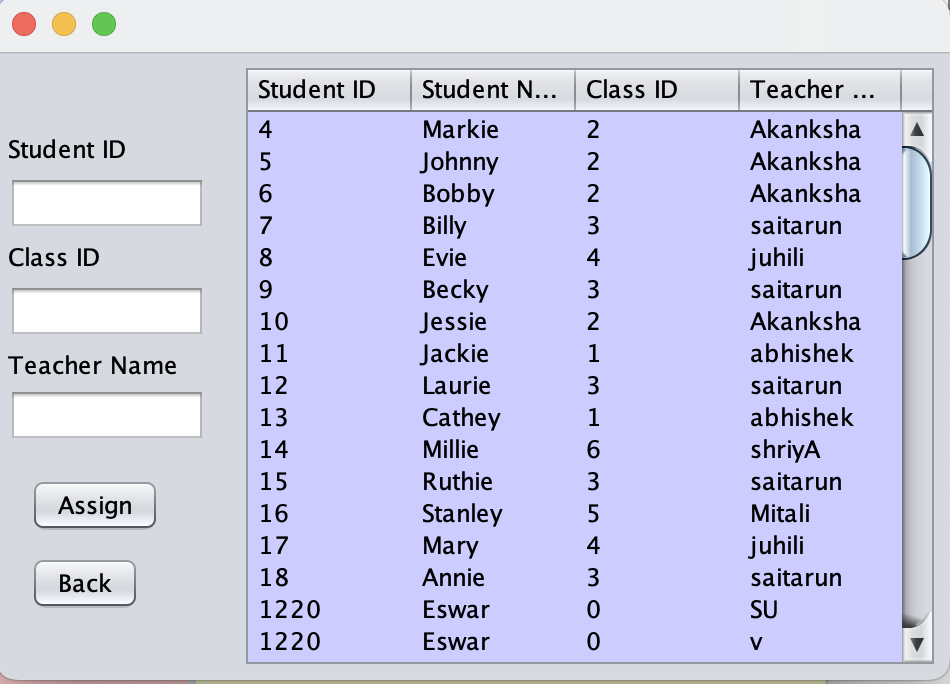 Student ID
Class ID
Teacher Name
Assign
Back
Student ID Student N... Class ID Teacher ...
4 Markie 2 Akanksha
5 Johnny 2 Akanksha
6 Bobby 2 Akanksha
7 Billy 3 saitarun
8 Evie 4 juhili
9 Becky 3 saitarun
10 Jessie 2 Akanksha
11 Jackie 1 abhishek
12 Laurie 3 saitarun
13 Cathey 1 abhishek
14 Millie 6 shriyA
15 Ruthie 3 saitarun
16 Stanley 5 Mitali
17 Mary 4 juhili
18 Annie 3 saitarun
1220 Eswar 0 SU
1220 Eswar 0 v